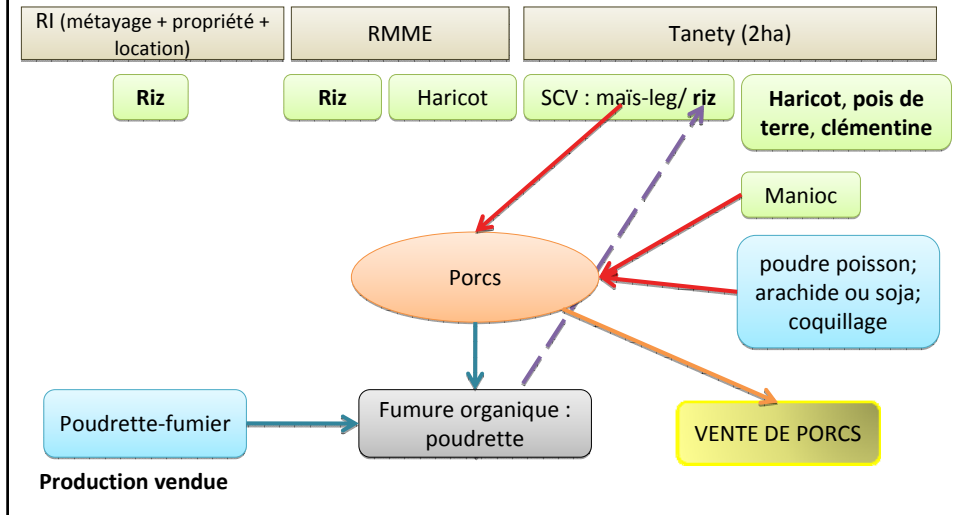 RI (métayage + propriété +
location)
RMME
Tanety (2ha)
Riz
Riz
Haricot
SCV : maïs-leg/ riz
Haricot, pois de
terre, clémentine
Manioc
Porcs
poudre poisson;
arachide ou soja;
coquillage
Poudrette-fumier
Fumure organique :
poudrette
VENTE DE PORCS
Production vendue